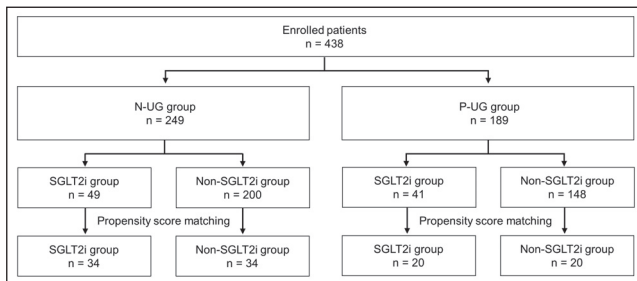 Enrolled patients
n = 438
N-UG group
n = 249
P-UG group
n = 189
SGLT2i group
n = 49
Non-SGLT2i group
n = 200
SGLT2i group
n = 41
Non-SGLT2i group
n = 148
Propensity score matching
Propensity score matching
SGLT2i group
n = 34
Non-SGLT2i group
n = 34
SGLT2i group
n = 20
Non-SGLT2i group
n = 20